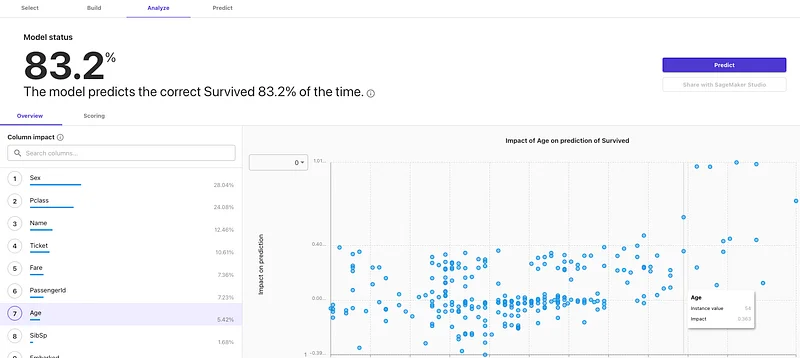 Select
Build
Analyze
Predict
Model status
83.2%
Predict
The model predicts the correct Survived 83.2% of the time.
Share with SageMaker Studio
Overview
Scoring
Column impact
Search columns...
1 Sex 28.04%
2 Pclass 24.08%
3 Name 12.46%
4 Ticket 10.61%
5 Fare 7.36%
6 PassengerId 7.23%
7 Age 5.42%
8 SibSp 1.68%
Embarked
Impact of Age on prediction of Survived
0
Impact on prediction
1.01...
0.40...
0.00...
-0.39...
Age
Instance value 54
Impact 0.363